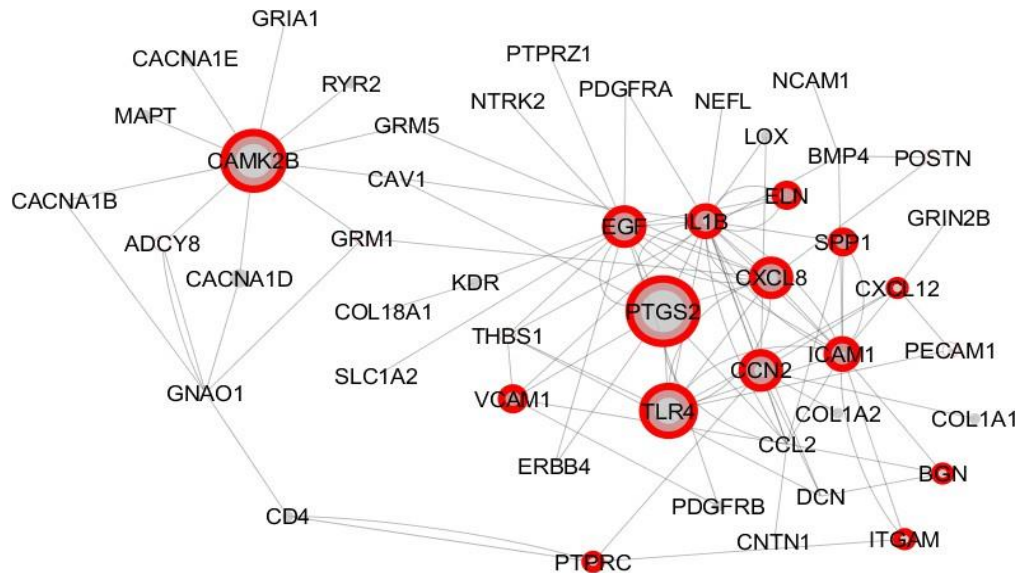 GRIA1
CACNA1E
PTPRZ1
RYR2
PDGFRA
NEFL
NCAM1
NTRK2
MAPT
GRM5
LOX
CAMK2B
BMP4
POSTN
CAV1
CACNA1B
ELN
EGF
IL1B
GRIN2B
ADCY8
GRM1
SPP1
CACNA1D
KDR
CXCL8
CXCL12
COL18A1
PTGS2
THBS1
ICAM1
PECAM1
SLC1A2
CCN2
GNAO1
VCAM1
TLR4
COL1A2
COL1A1
CCL2
ERBB4
BGN
DCN
PDGFRB
CD4
CNTN1
ITGAM
PTPRC